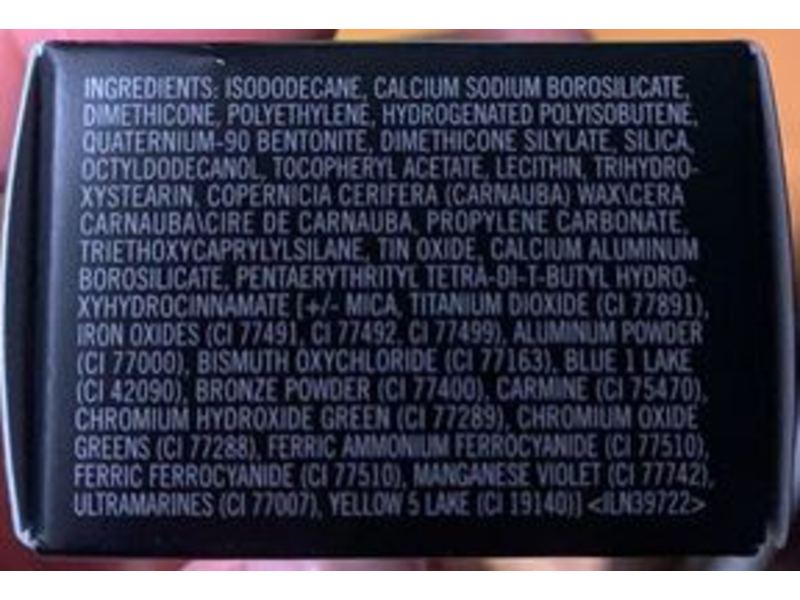 INGREDIENTS: ISODODECANE, CALCIUM SODIUM BOROSILICATE,
DIMETHICONE, POLYETHYLENE, HYDROGENATED POLYISOBUTENE,
QUATERNIUM-90 BENTONITE, DIMETHICONE SILYLATE, SILICA,
OCTYLDODECANOL, TOCOPHERYL ACETATE, LECITHIN, TRIHYDRO-
XYSTEARIN, COPERNICIA CERIFERA (CARNAUBA) WAX\CERA
CARNAUBA\CIRE DE CARNAUBA, PROPYLENE CARBONATE,
TRIETHOXYCAPRYLYLSILANE, TIN OXIDE, CALCIUM ALUMINUM
BOROSILICATE, PENTAERYTHRITYL TETRA-DI-T-BUTYL HYDRO-
XYHYDROCINNAMATE [+/- MICA, TITANIUM DIOXIDE (CI 77891),
IRON OXIDES (CI 77491, CI 77492, CI 77499), ALUMINUM POWDER
(CI 77000), BISMUTH OXYCHLORIDE (CI 77163), BLUE 1 LAKE
(CI 42090), BRONZE POWDER (CI 77400), CARMINE (CI 75470),
CHROMIUM HYDROXIDE GREEN (CI 77289), CHROMIUM OXIDE
GREENS (CI 77288), FERRIC AMMONIUM FERROCYANIDE (CI 77510),
FERRIC FERROCYANIDE (CI 77510), MANGANESE VIOLET (CI 77742),
ULTRAMARINES (CI 77007), YELLOW 5 LAKE (CI 19140)] <ILN39722>